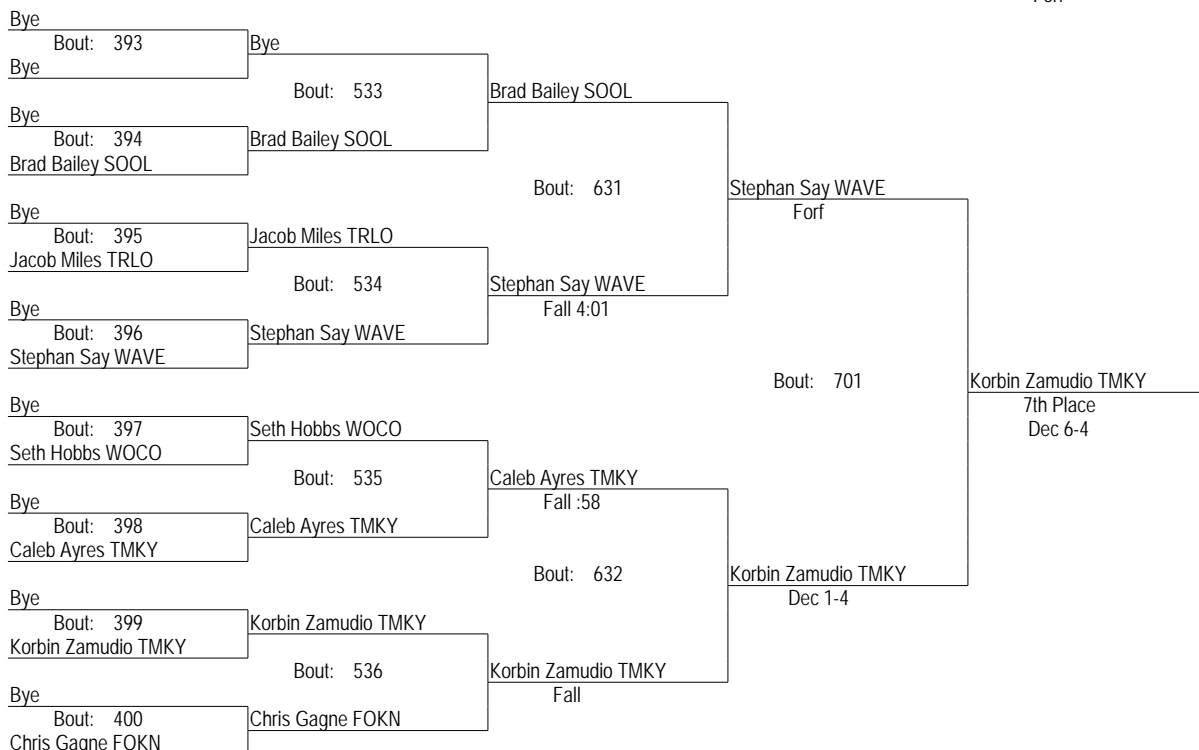 Forf
Bye
Bout: 393
Bye
Bye
Bout: 533
Brad Bailey SOOL
Bye
Bout: 394
Brad Bailey SOOL
Brad Bailey SOOL
Bout: 631
Stephan Say WAVE
Forf
Bye
Bout: 395
Jacob Miles TRLO
Jacob Miles TRLO
Bout: 534
Stephan Say WAVE
Fall 4:01
Bye
Bout: 396
Stephan Say WAVE
Stephan Say WAVE
Bout: 701
Korbin Zamudio TMKY
7th Place
Dec 6-4
Bye
Bout: 397
Seth Hobbs WOCO
Seth Hobbs WOCO
Bout: 535
Caleb Ayres TMKY
Fall :58
Bye
Bout: 398
Caleb Ayres TMKY
Caleb Ayres TMKY
Bout: 632
Korbin Zamudio TMKY
Dec 1-4
Bye
Bout: 399
Korbin Zamudio TMKY
Korbin Zamudio TMKY
Bout: 536
Korbin Zamudio TMKY
Fall
Bye
Bout: 400
Chris Gagne FOKN
Chris Gagne FOKN